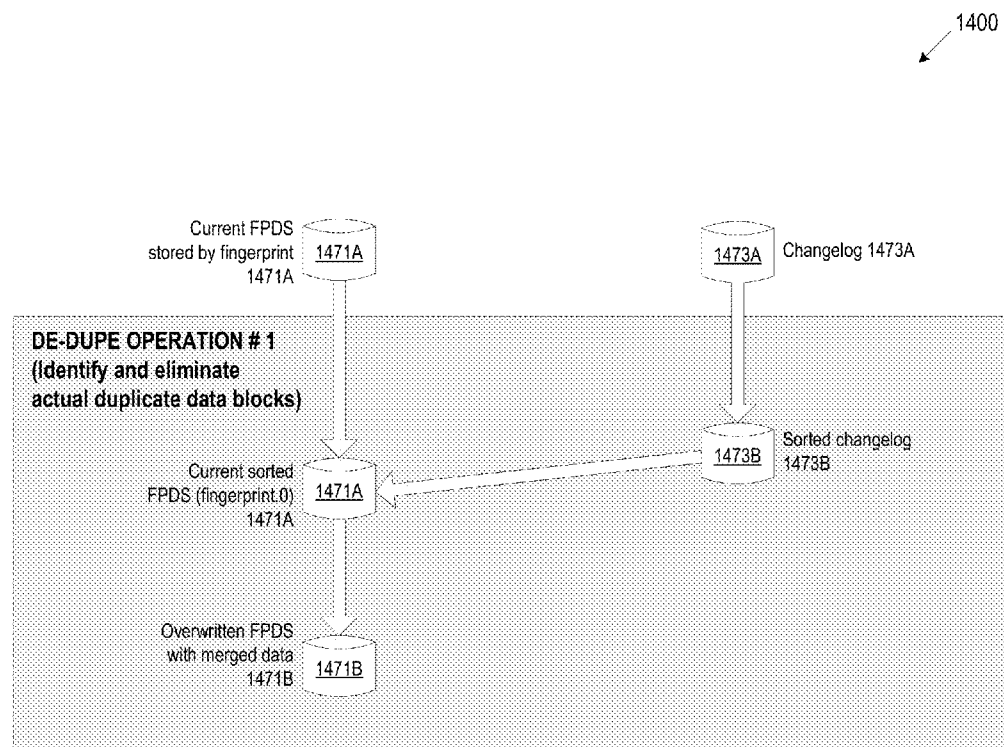 1400
Current FPDS
stored by fingerprint
1471A
1471A
1473A
Changelog 1473A
DE-DUPE OPERATION # 1
(Identify and eliminate
actual duplicate data blocks)
Current sorted
FPDS (fingerprint.0)
1471A
1471A
1473B
Sorted changelog
1473B
Overwritten FPDS
with merged data
1471B
1471B